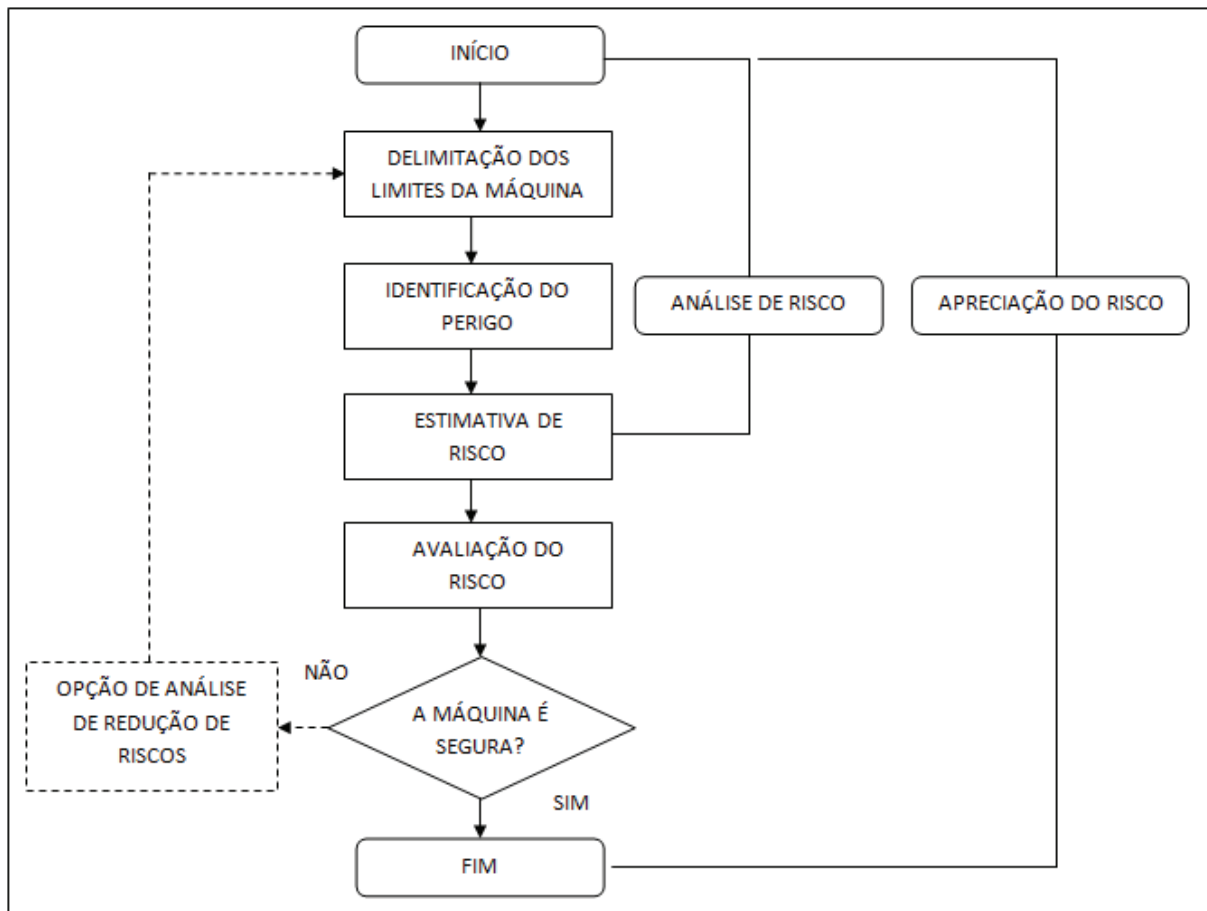 INÍCIO
DELIMITAÇÃO DOS
LIMITES DA MÁQUINA
IDENTIFICAÇÃO DO
PERIGO
ANÁLISE DE RISCO
APRECIAÇÃO DO RISCO
ESTIMATIVA DE
RISCO
AVALIAÇÃO DO
RISCO
NÃO
OPÇÃO DE ANÁLISE
DE REDUÇÃO DE
RISCOS
A MÁQUINA É
SEGURA?
SIM
FIM